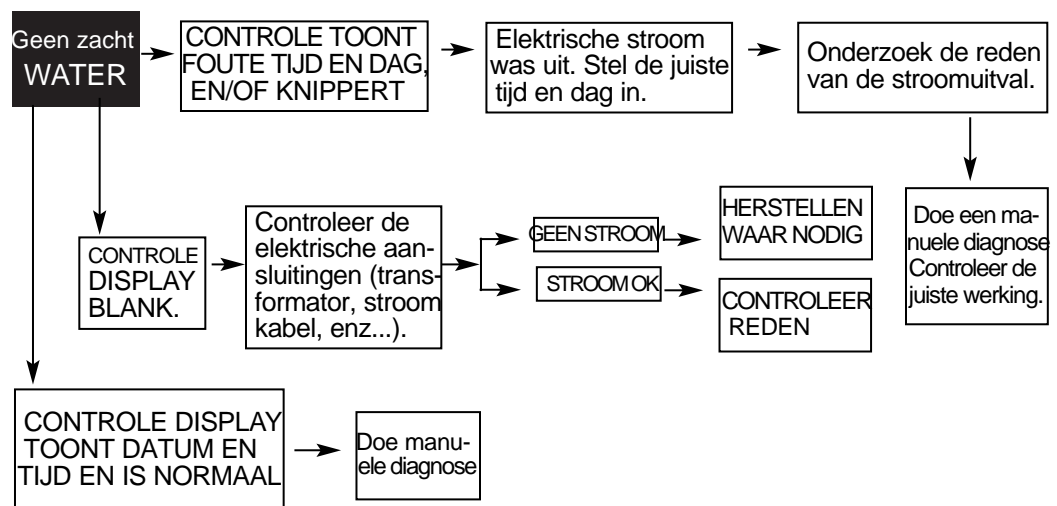 Geen zacht
WATER
CONTROLE TOONT
FOUTE TIJD EN DAG,
EN/OF KNIPPERT
Elektrische stroom
was uit. Stel de juiste
tijd en dag in.
Onderzoek de reden
van de stroomuitval.
Doe een ma-
nuele diagnose
Controleer de
juiste werking.
CONTROLE
DISPLAY
BLANK.
Controleer de
elektrische aan-
sluitingen (trans-
formator, stroom
kabel, enz...).
GEEN STROOM
HERSTELLEN
WAAR NODIG
STROOM OK
CONTROLEER
REDEN
CONTROLE DISPLAY
TOONT DATUM EN
TIJD EN IS NORMAAL
Doe manu-
ele diagnose